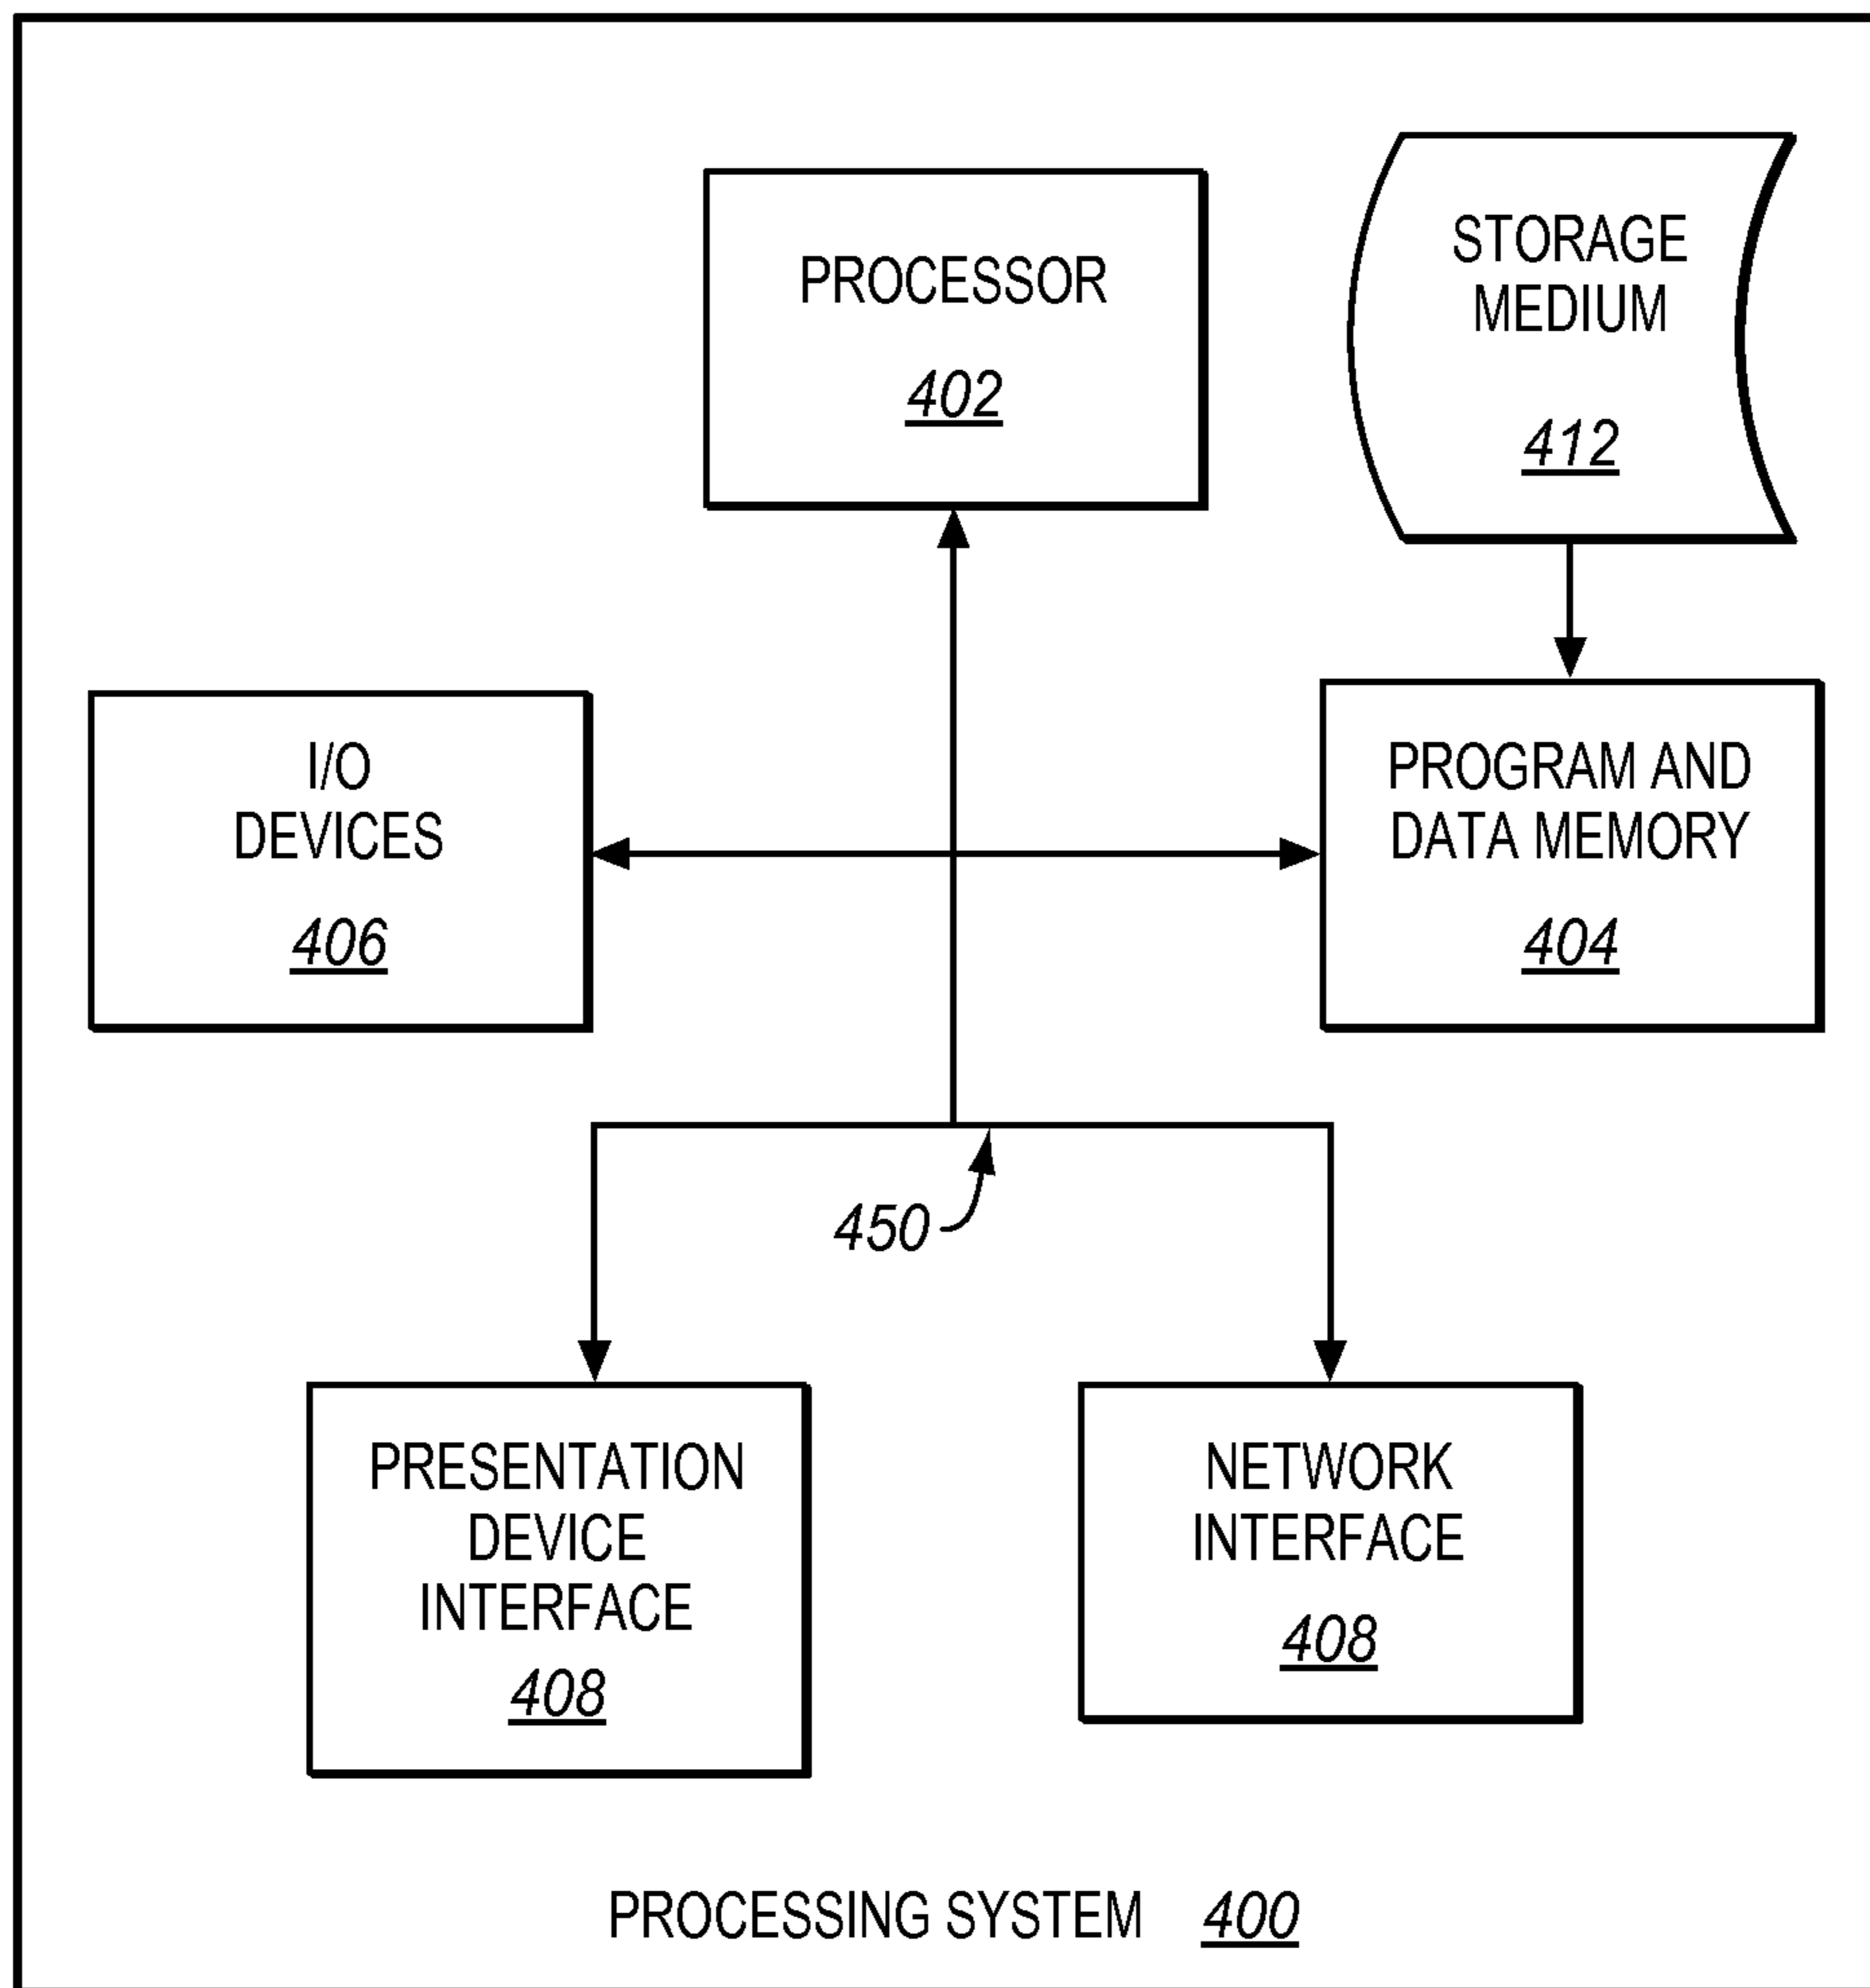 PROCESSOR
402
STORAGE
MEDIUM
412
I/O
DEVICES
406
PROGRAM AND
DATA MEMORY
404
450
PRESENTATION
DEVICE
INTERFACE
408
NETWORK
INTERFACE
408
PROCESSING SYSTEM 400